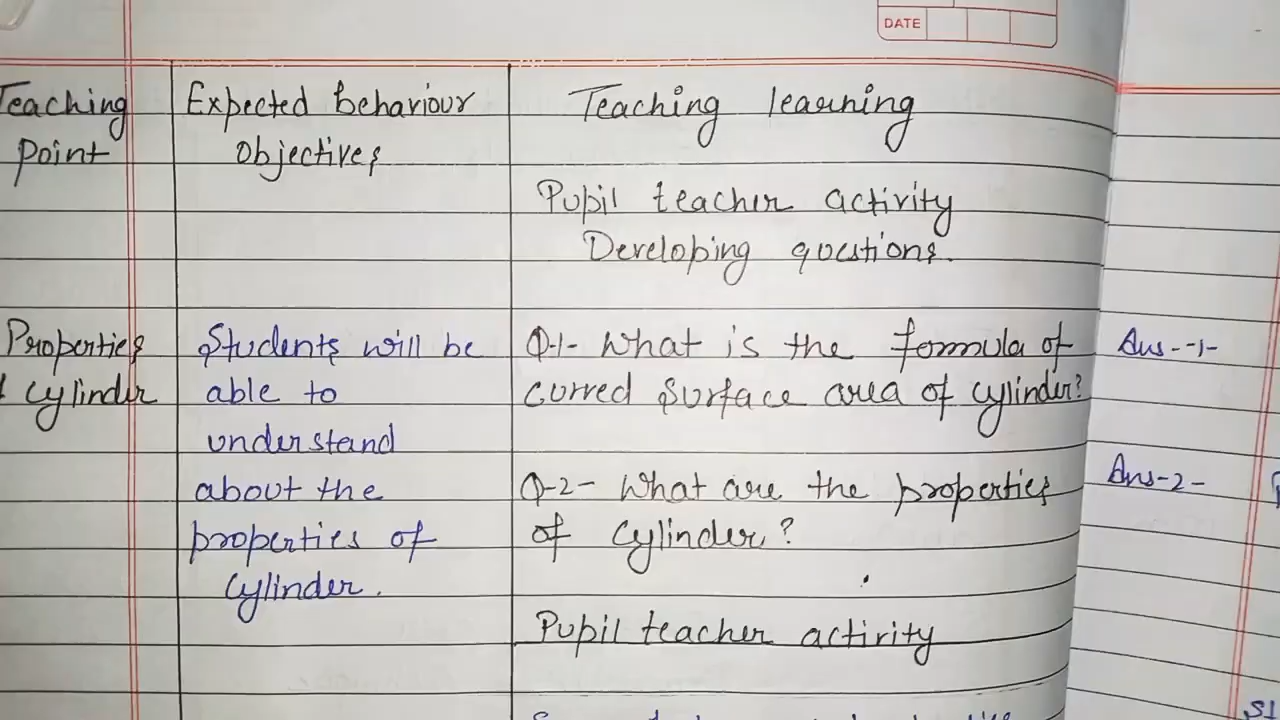 DATE
Teaching Point
Expected behaviour Objectives
Teaching learning
Pupil teacher activity
Developing questions.
Properties
cylinder
Students will be
able to
understand
about the
properties of
cylinder.
Q-1- What is the formula of
curved surface area of cylinder?
Q-2- What are the properties
of cylinder?
Pupil teacher activity
Ans--1-
Ans-2-